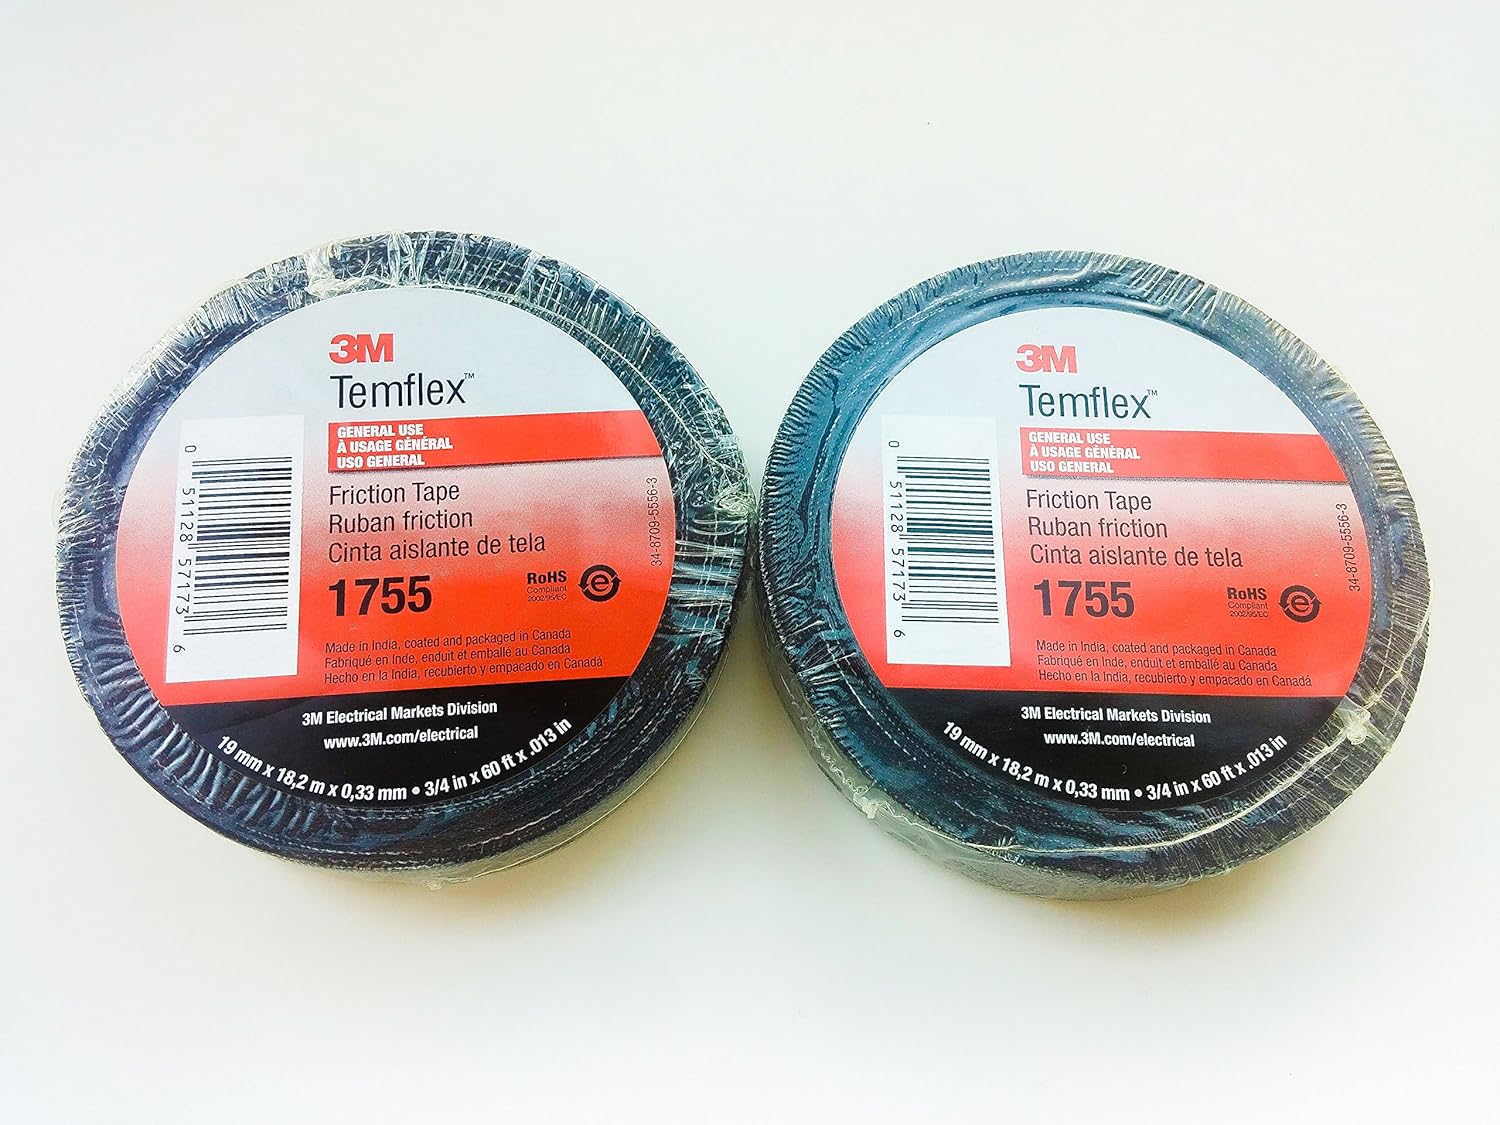 3M
Temflex™
GENERAL USE
À USAGE GÉNÉRAL
USO GENERAL
Friction Tape
Ruban friction
Cinta aislante de tela
1755
RoHS
Compliant
2002/95/EC
e
34-8709-5556-3
0 51128 57173 6
Made in India, coated and packaged in Canada
Fabriqué en Inde, enduit et emballé au Canada
Hecho en la India, recubierto y empacado en Canadá
3M Electrical Markets Division
www.3M.com/electrical
19 mm x 18,2 m x 0,33 mm • 3/4 in x 60 ft x .013 in
3M
Temflex™
GENERAL USE
À USAGE GÉNÉRAL
USO GENERAL
Friction Tape
Ruban friction
Cinta aislante de tela
1755
RoHS
Compliant
2002/95/EC
e
34-8709-5556-3
0 51128 57173 6
Made in India, coated and packaged in Canada
Fabriqué en Inde, enduit et emballé au Canada
Hecho en la India, recubierto y empacado en Canadá
3M Electrical Markets Division
www.3M.com/electrical
19 mm x 18,2 m x 0,33 mm • 3/4 in x 60 ft x .013 in